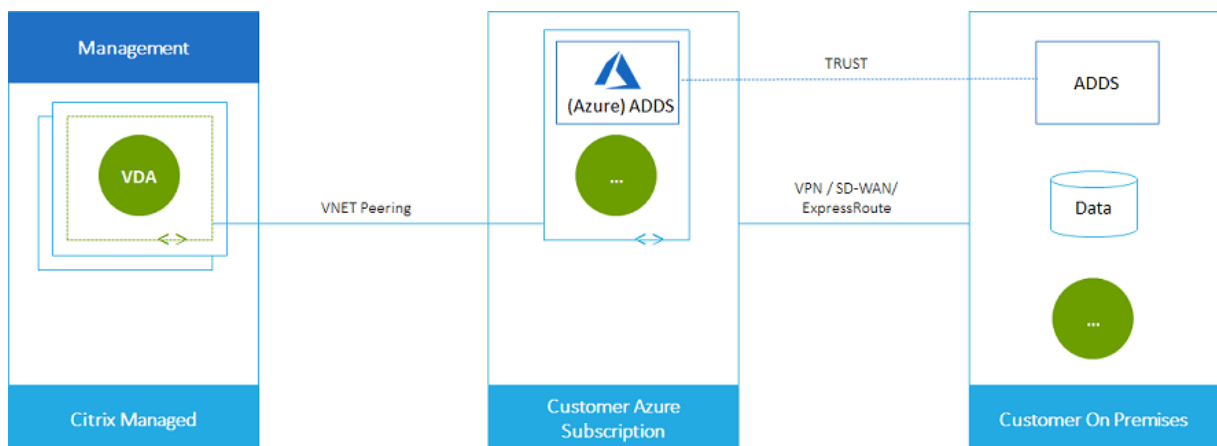 Management
VDA
Citrix Managed
VNET Peering
(Azure) ADDS
...
Customer Azure
Subscription
TRUST
VPN / SD-WAN/
ExpressRoute
ADDS
Data
...
Customer On Premises